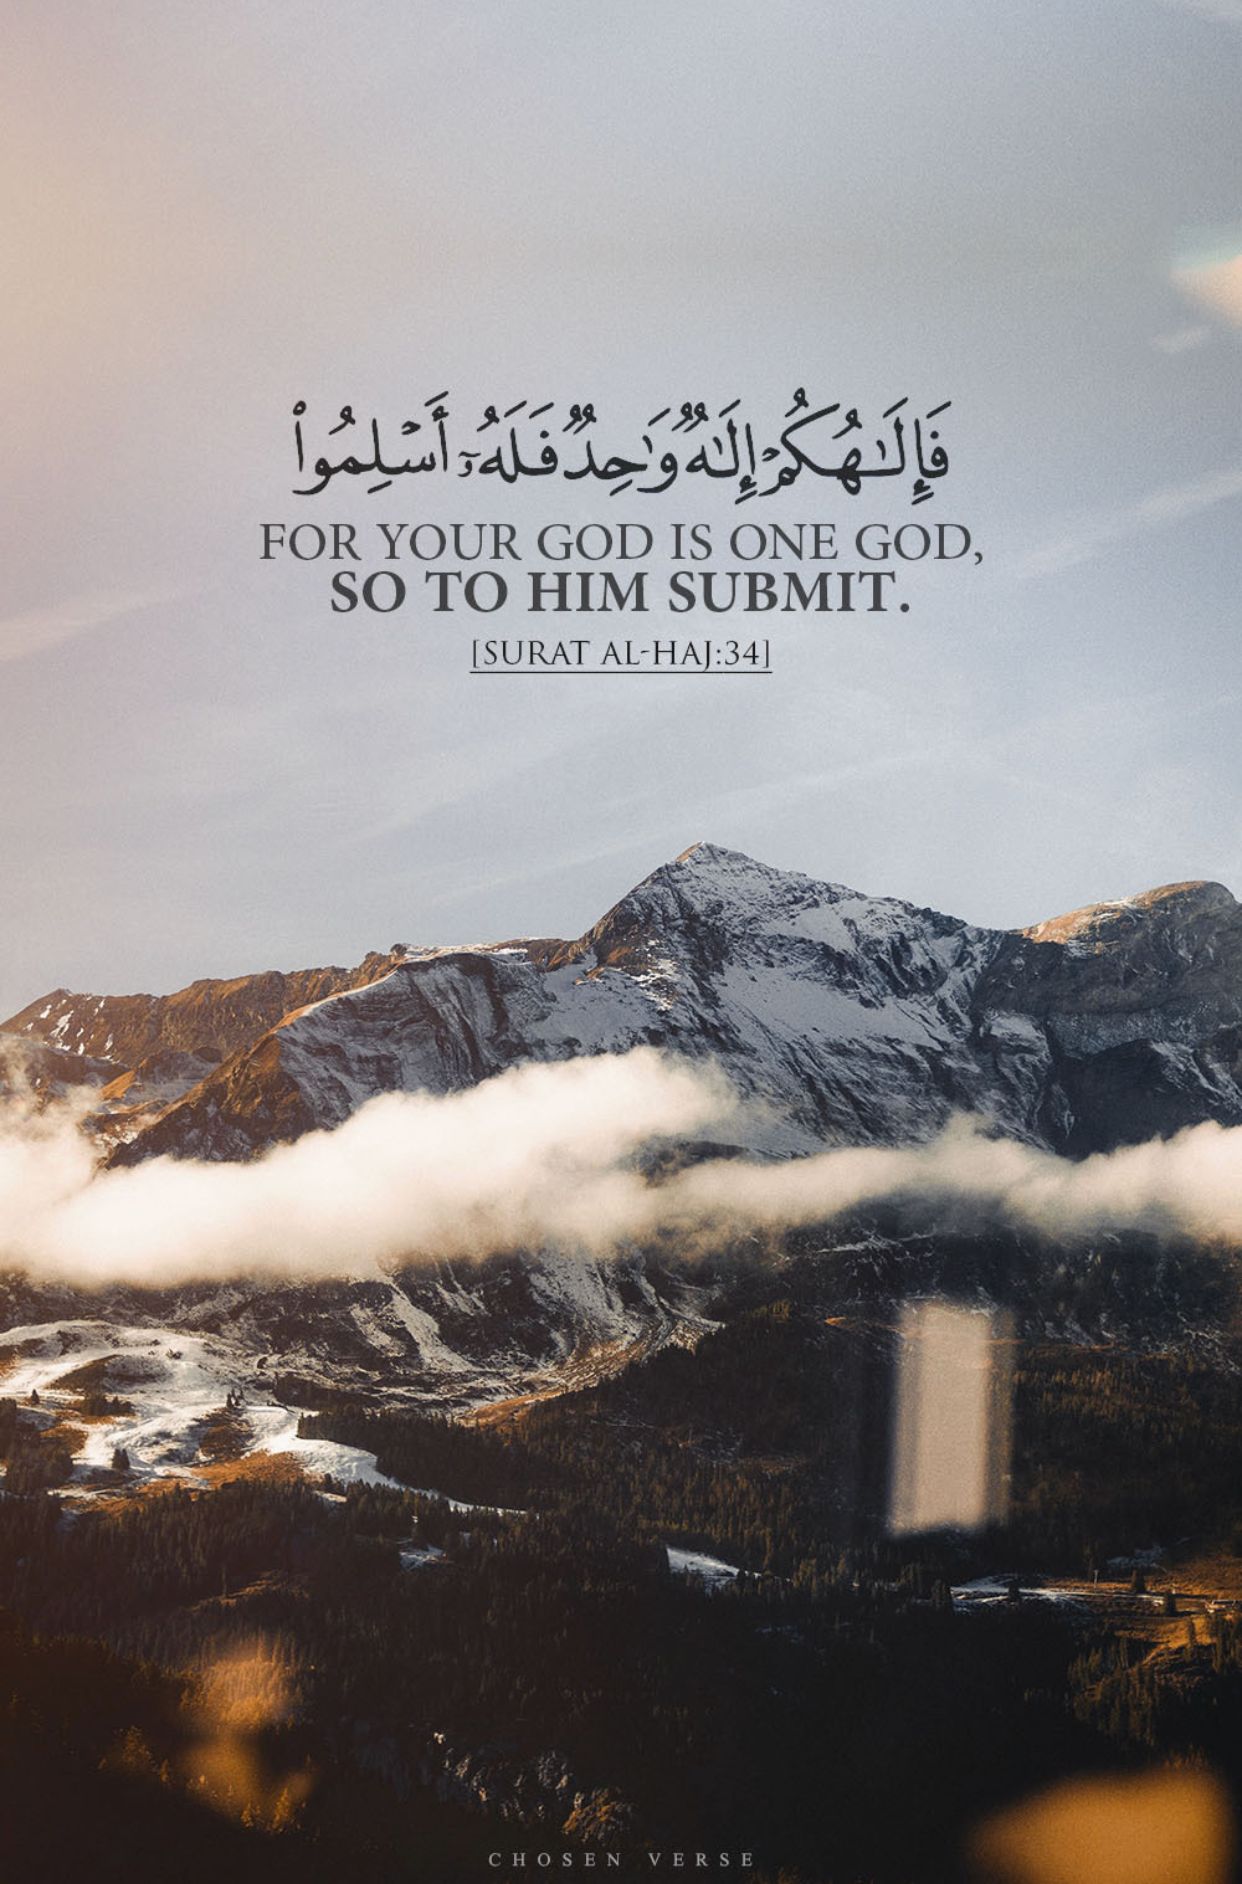 فَإِلَـٰهُكُمْ إِلَـٰهٌ وَٰحِدٌ فَلَهُۥٓ أَسْلِمُوا۟
FOR YOUR GOD IS ONE GOD,
SO TO HIM SUBMIT.
[SURAT AL-HAJ:34]
CHOSEN VERSE